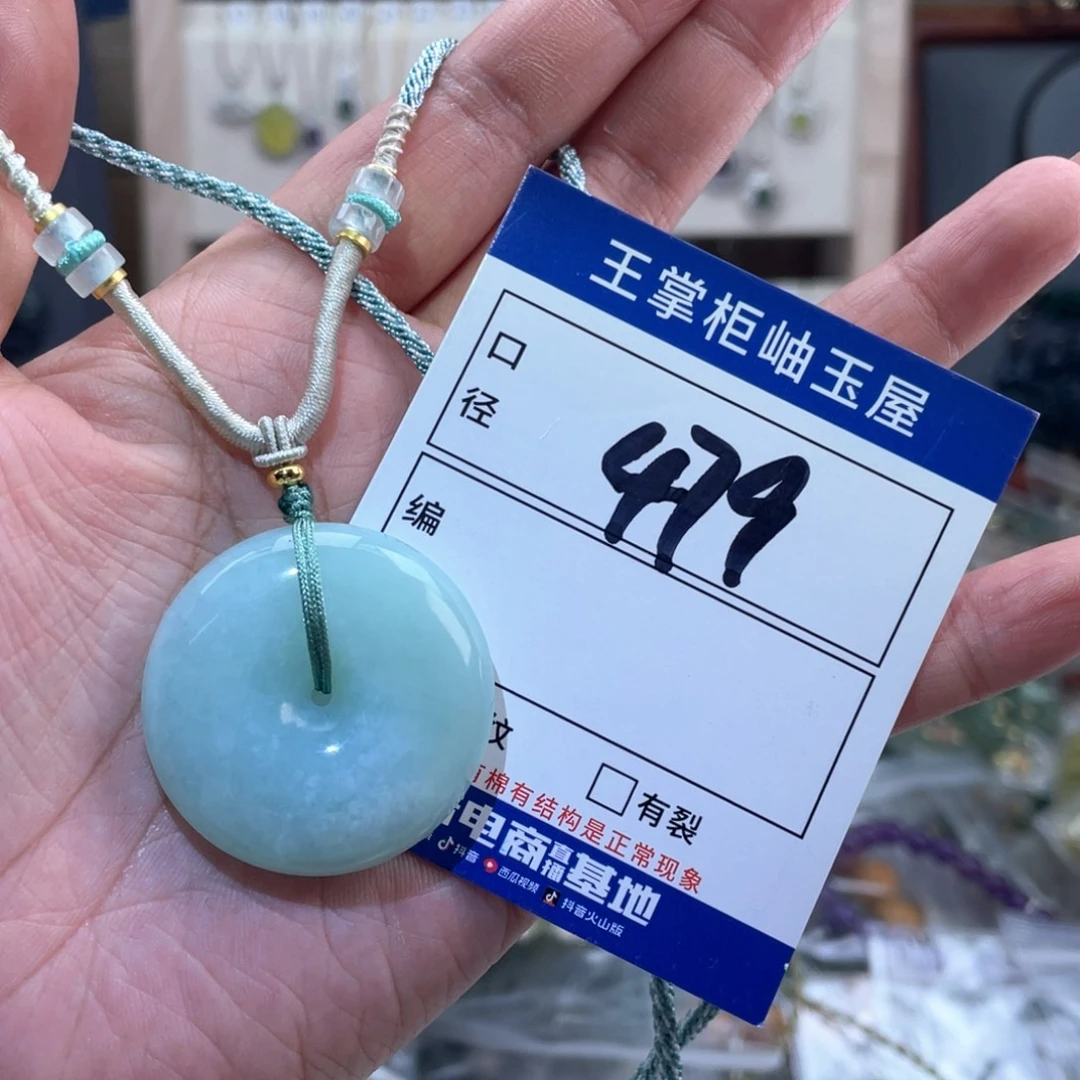 王掌柜岫玉屋
口径
479
编
纹
有裂
有棉有结构是正常现象
电商直播基地
抖音 西瓜视频 抖音火山版